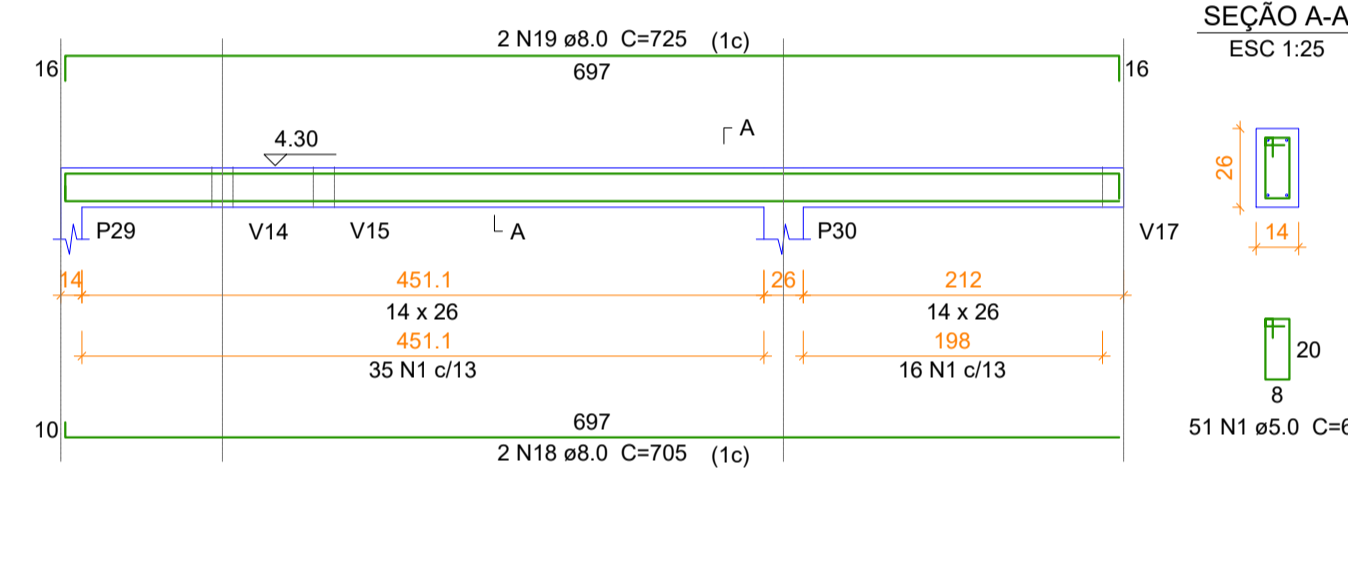 SEÇÃO A-A
ESC 1:25
2 N19 ø8.0 C=725 (1c)
16
697
16
A
4.30
26
P29
V14
V15
A
P30
V17
14
14
451.1
26
212
14 x 26
14 x 26
451.1
198
35 N1 c/13
16 N1 c/13
20
8
10
697
51 N1 ø5.0
2 N18 ø8.0 C=705 (1c)